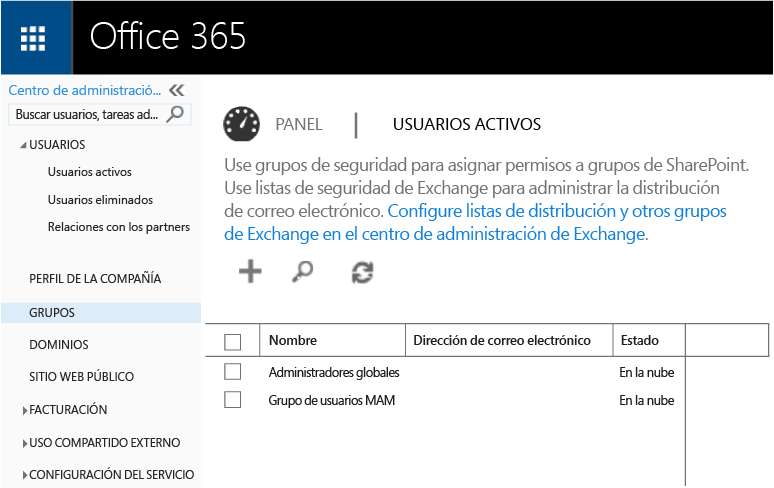 Office 365
Centro de administració...
Buscar usuarios, tareas ad...
USUARIOS
Usuarios activos
Usuarios eliminados
Relaciones con los partners
PERFIL DE LA COMPAÑÍA
GRUPOS
DOMINIOS
SITIO WEB PÚBLICO
FACTURACIÓN
USO COMPARTIDO EXTERNO
CONFIGURACIÓN DEL SERVICIO
PANEL | USUARIOS ACTIVOS
Use grupos de seguridad para asignar permisos a grupos de SharePoint.
Use listas de seguridad de Exchange para administrar la distribución
de correo electrónico. Configure listas de distribución y otros grupos
de Exchange en el centro de administración de Exchange.
Nombre Dirección de correo electrónico Estado
Administradores globales En la nube
Grupo de usuarios MAM En la nube